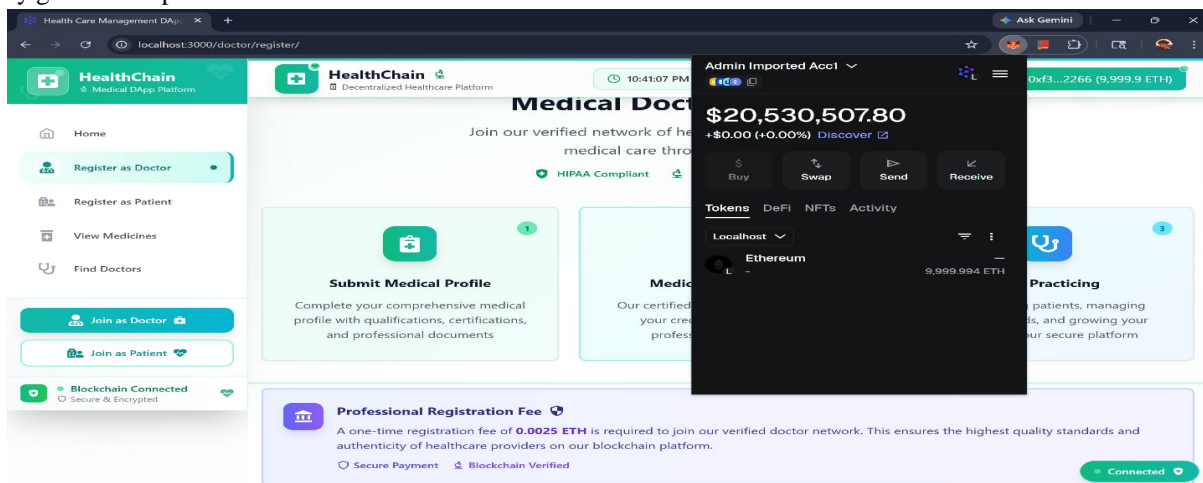 Health Care Management DAp
Ask Gemini
localhost:3000/doctor/register/
HealthChain
Medical DApp Platform
Home
Register as Doctor
Register as Patient
View Medicines
Find Doctors
Join as Doctor
Join as Patient
Blockchain Connected
Secure & Encrypted
HealthChain
Decentralized Healthcare Platform
10:41:07 PM
0xf3...2266 (9,999.9 ETH)
Medical Doct
Join our verified network of he
medical care thro
HIPAA Compliant
1
Submit Medical Profile
Complete your comprehensive medical
profile with qualifications, certifications,
and professional documents
Medic
Our certified
your cre
profes
3
Practicing
patients, managing
ds, and growing your
our secure platform
Professional Registration Fee
A one-time registration fee of 0.0025 ETH is required to join our verified doctor network. This ensures the highest quality standards and
authenticity of healthcare providers on our blockchain platform.
Secure Payment Blockchain Verified
Connected
Admin Imported Acc1
L
$20,530,507.80
+$0.00 (+0.00%) Discover
$
Buy Swap Send Receive
Tokens DeFi NFTs Activity
Localhost
Ethereum —
L - 9,999.994 ETH